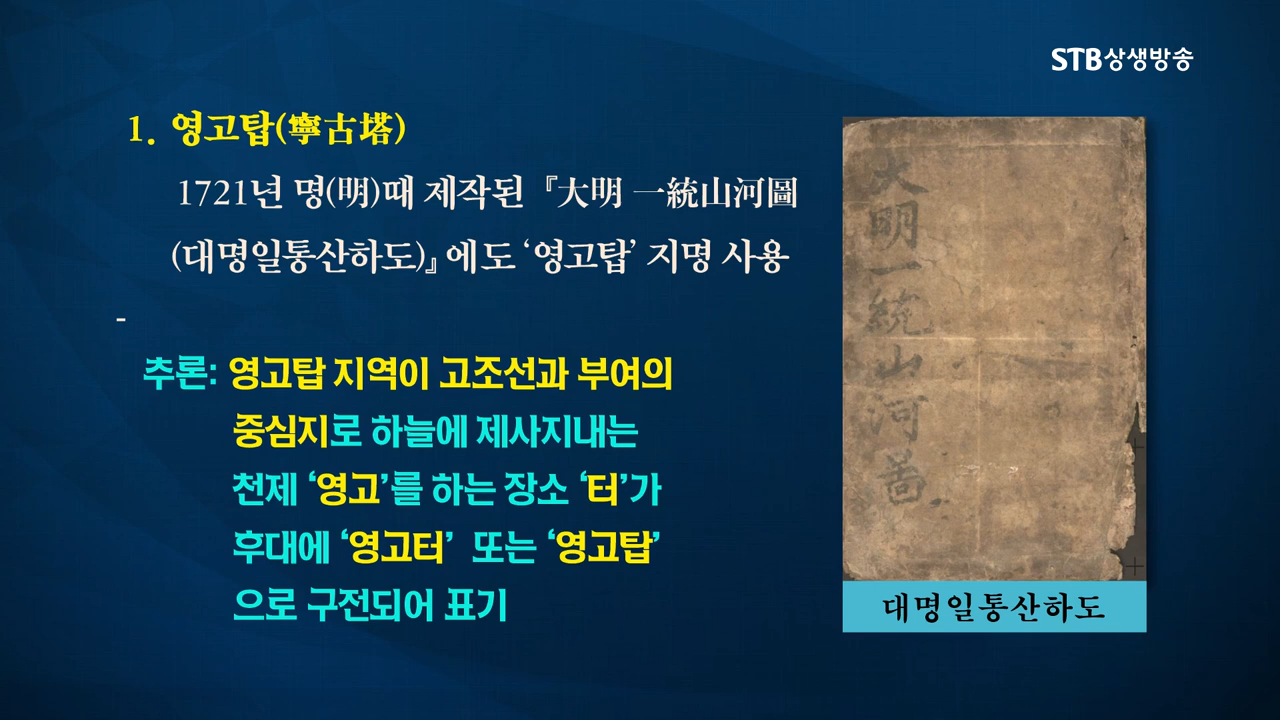 STB상생방송
1. 영고탑(寧古塔)
1721년 명(明)때 제작된 『大明 一統山河圖
(대명일통산하도)』에도 ‘영고탑’ 지명 사용
-
추론: 영고탑 지역이 고조선과 부여의
중심지로 하늘에 제사지내는
천제 ‘영고’를 하는 장소 ‘터’가
후대에 ‘영고터’ 또는 ‘영고탑’
으로 구전되어 표기
大明一統山河啚
대명일통산하도